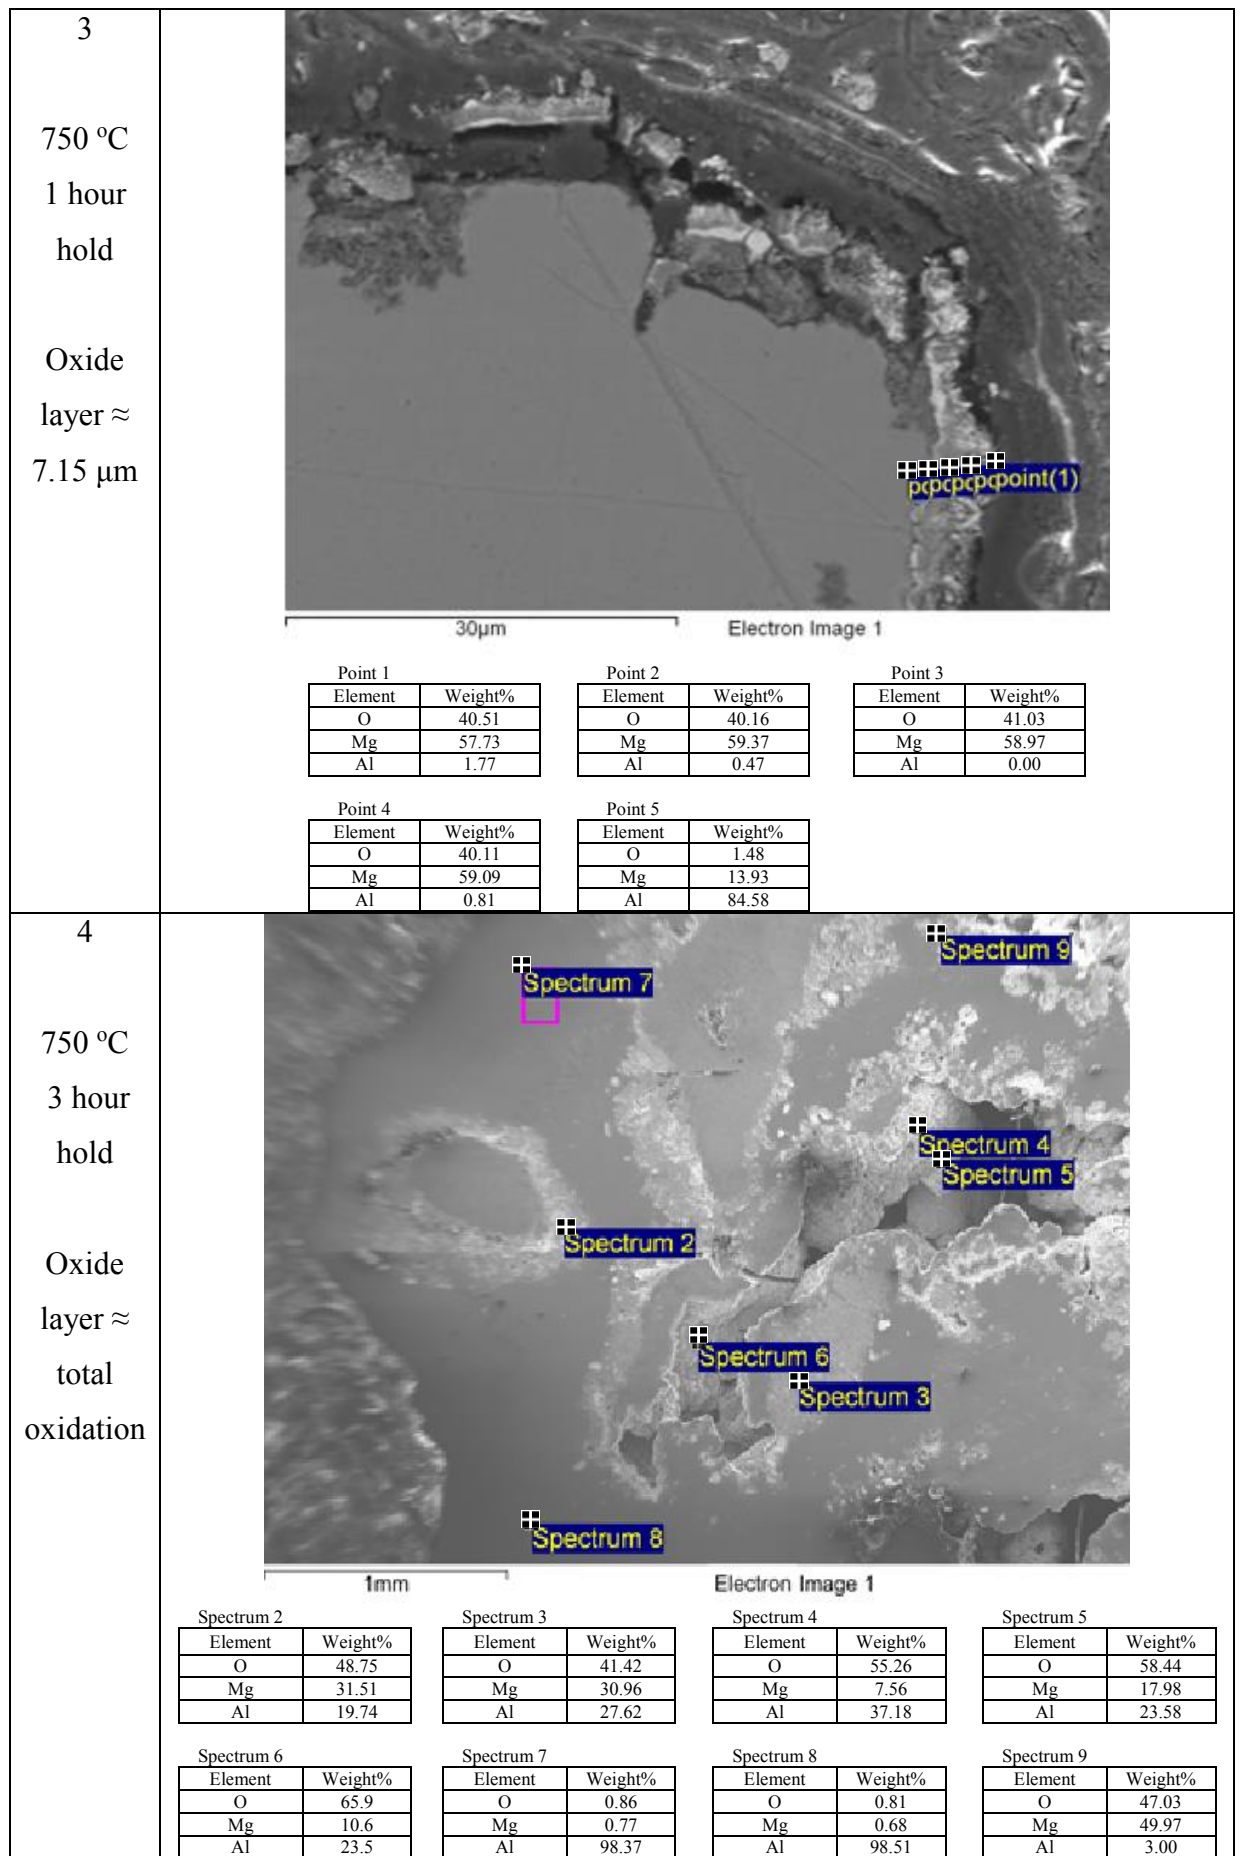 3
750 ºC
1 hour
hold
Oxide
layer ≈
7.15 μm
point(1)
30µm Electron Image 1
Point 1
Element Weight%
O 40.51
Mg 57.73
Al 1.77
Point 2
Element Weight%
O 40.16
Mg 59.37
Al 0.47
Point 3
Element Weight%
O 41.03
Mg 58.97
Al 0.00
Point 4
Element Weight%
O 40.11
Mg 59.09
Al 0.81
Point 5
Element Weight%
O 1.48
Mg 13.93
Al 84.58
4
750 ºC
3 hour
hold
Oxide
layer ≈
total
oxidation
Spectrum 9
Spectrum 7
Spectrum 4
Spectrum 5
Spectrum 2
Spectrum 6
Spectrum 3
Spectrum 8
1mm Electron Image 1
Spectrum 2
Element Weight%
O 48.75
Mg 31.51
Al 19.74
Spectrum 3
Element Weight%
O 41.42
Mg 30.96
Al 27.62
Spectrum 4
Element Weight%
O 55.26
Mg 7.56
Al 37.18
Spectrum 5
Element Weight%
O 58.44
Mg 17.98
Al 23.58
Spectrum 6
Element Weight%
O 65.9
Mg 10.6
Al 23.5
Spectrum 7
Element Weight%
O 0.86
Mg 0.77
Al 98.37
Spectrum 8
Element Weight%
O 0.81
Mg 0.68
Al 98.51
Spectrum 9
Element Weight%
O 47.03
Mg 49.97
Al 3.00